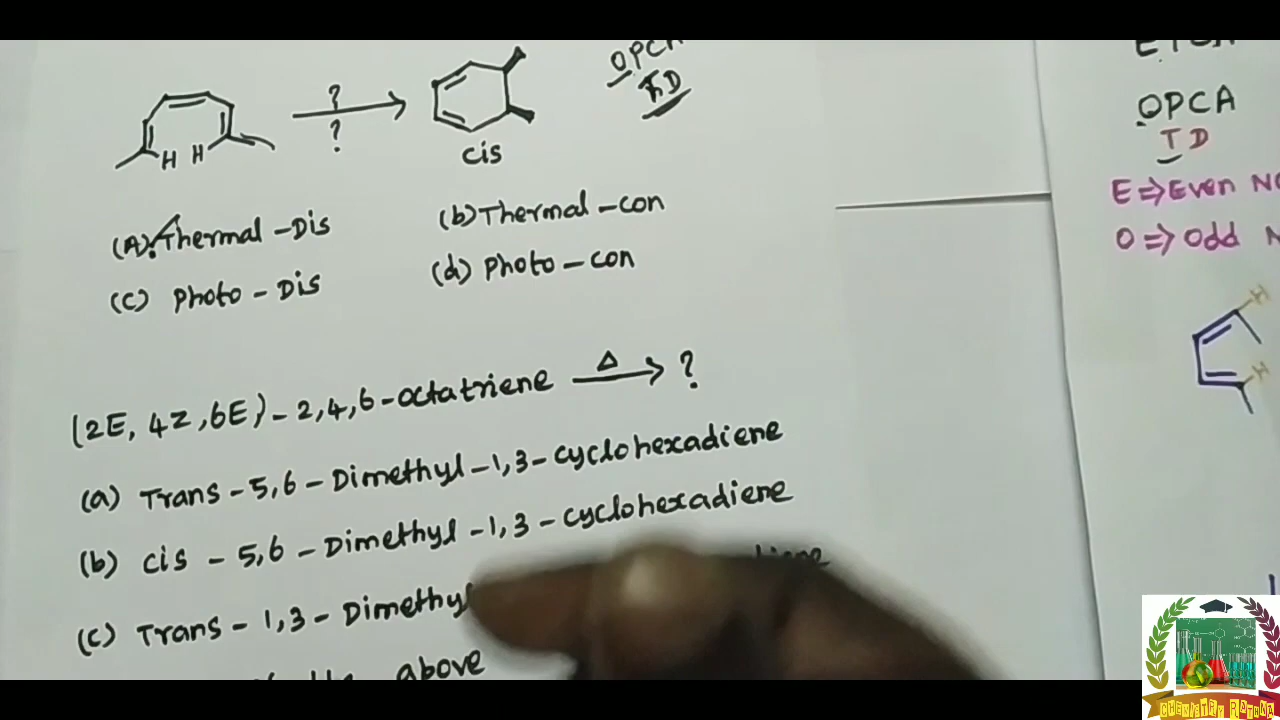 OPCA
TD
?
?
H H
cis
(A) Thermal - Dis (b) Thermal - con
(c) photo - Dis (d) photo - con
(2E, 4Z, 6E) - 2,4,6 - octatriene Δ ?
(a) Trans - 5,6 - Dimethyl - 1,3 - cyclohexadiene
(b) cis - 5,6 - Dimethyl - 1,3 - cyclohexadiene
(c) Trans - 1,3 - Dimethyl
above
OPCA
TD
E ⇒ Even
O ⇒ Odd
H
H
CHEMISTRY